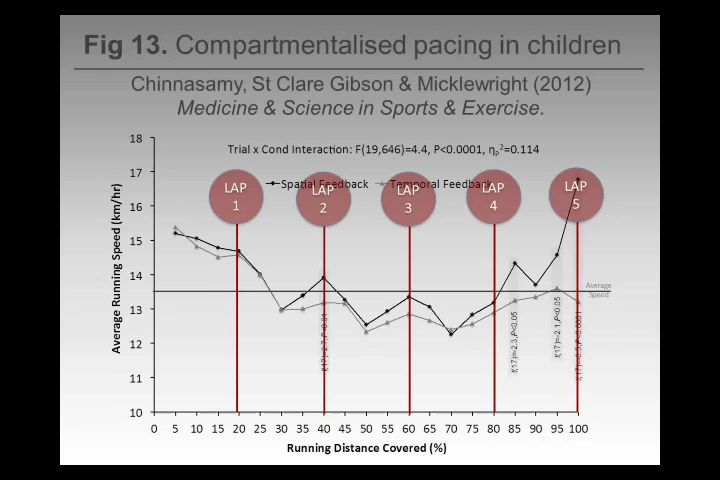 Fig 13. Compartmentalised pacing in children
Chinnasamy, St Clare Gibson & Micklewright (2012)
Medicine & Science in Sports & Exercise.
Trial x Cond Interaction: F(19,646)=4.4, P<0.0001, ηp²=0.114
Spatial Feedback
Temporal Feedback
LAP
1
LAP
2
LAP
3
LAP
4
LAP
5
Average Running Speed (km/hr)
18
17
16
15
14
13
12
11
10
Average
Speed
t(17)=-2.3,P<0.05
t(17)=-2.1,P<0.05
0 5 10 15 20 25 30 35 40 45 50 55 60 65 70 75 80 85 90 95 100
Running Distance Covered (%)